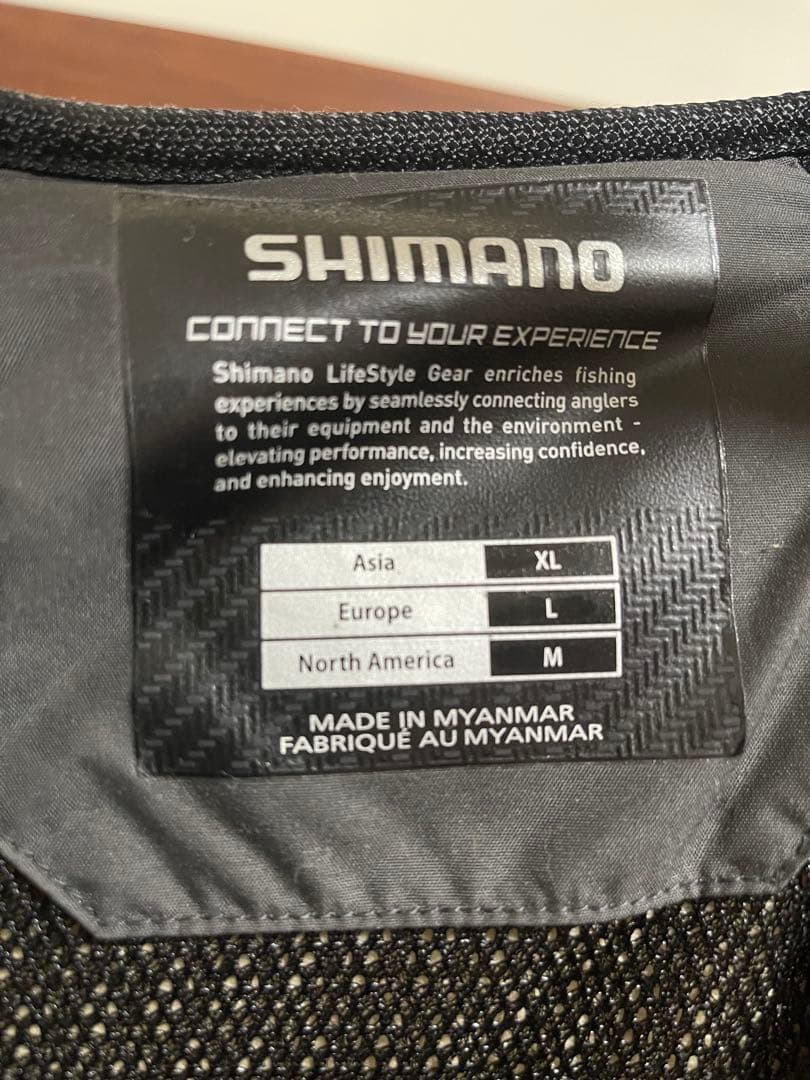 SHIMANO
CONNECT TO YOUR EXPERIENCE
Shimano LifeStyle Gear enriches fishing
experiences by seamlessly connecting anglers
to their equipment and the environment -
elevating performance, increasing confidence,
and enhancing enjoyment.
Asia XL
Europe L
North America M
MADE IN MYANMAR
FABRIQUÉ AU MYANMAR